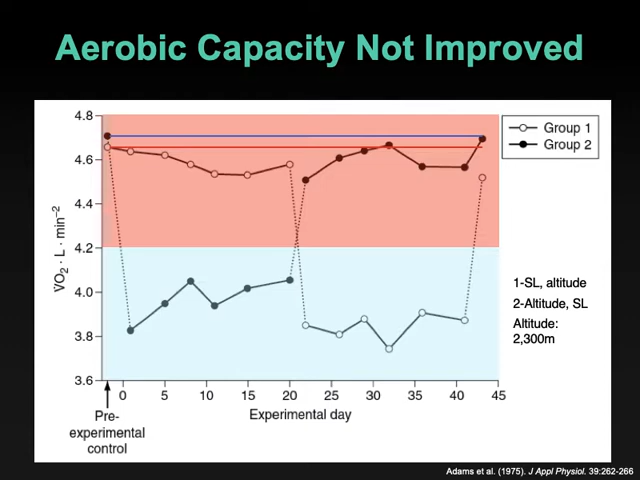 Aerobic Capacity Not Improved
4.8
4.6
4.4
4.2
4.0
3.8
3.6
V̇O2 · L · min−2
0
5
10
15
20
25
30
35
40
45
Experimental day
Pre-
experimental
control
Group 1
Group 2
1-SL, altitude
2-Altitude, SL
Altitude:
2,300m
Adams et al. (1975). J Appl Physiol. 39:262-266